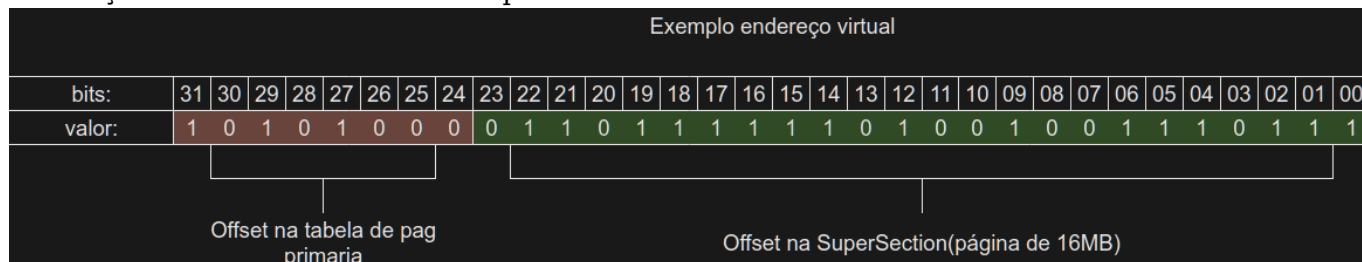 Exemplo endereço virtual
bits: 31 30 29 28 27 26 25 24 23 22 21 20 19 18 17 16 15 14 13 12 11 10 09 08 07 06 05 04 03 02 01 00
valor: 1 0 1 0 1 0 0 0 0 1 1 0 1 1 1 1 1 1 0 1 0 0 1 0 0 1 1 1 0 1 1 1
Offset na tabela de pag
primaria
Offset na SuperSection(página de 16MB)